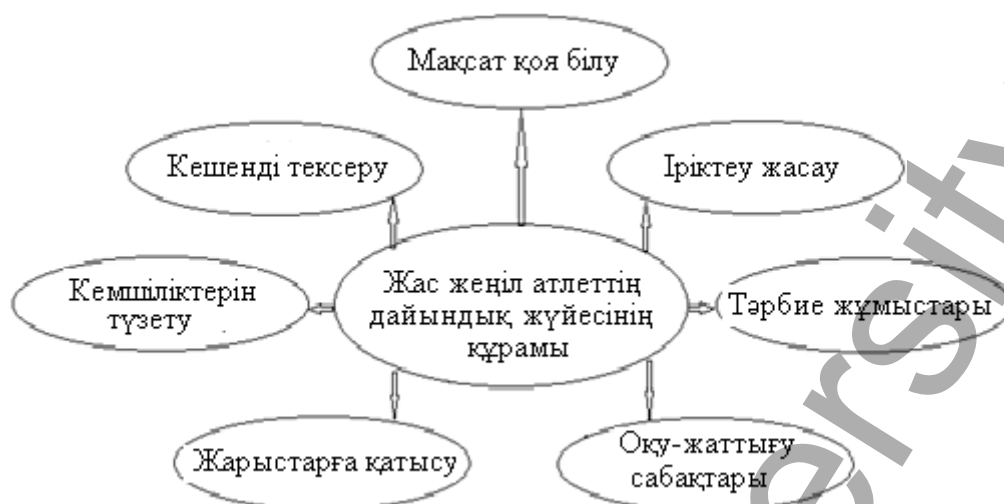 Мақсат қоя білу
Кешенді тексеру
Іріктеу жасау
Жас жеңіл атлеттің
дайындық жүйесінің
құрамы
Кемшіліктерін
түзету
Тәрбие жұмыстары
Жарыстарға қатысу
Оқу-жаттығу
сабақтары
ersity